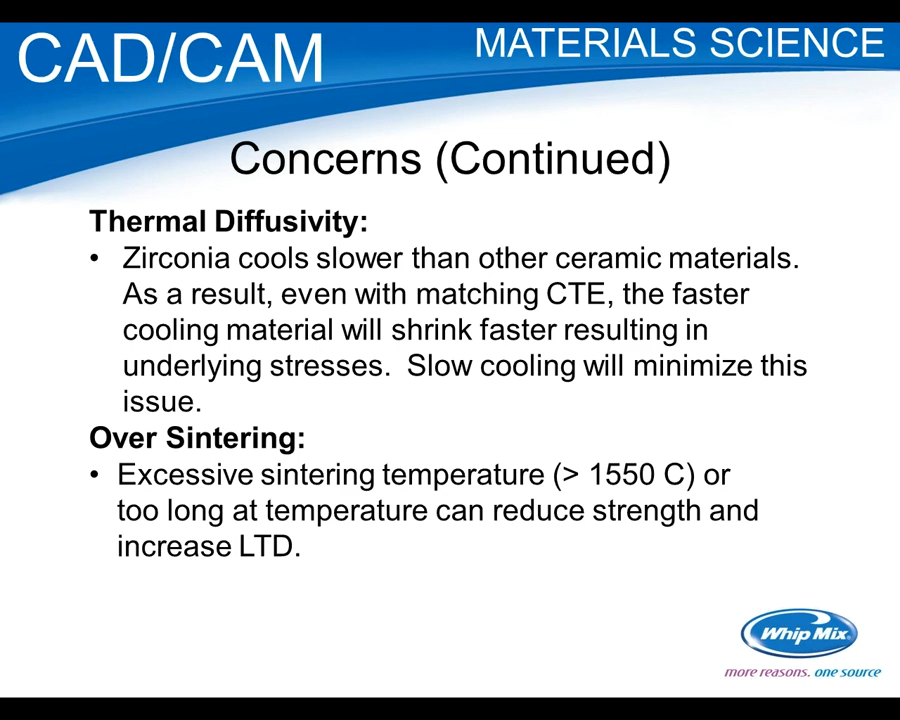 CAD/CAM
MATERIALS SCIENCE
Concerns (Continued)
Thermal Diffusivity:
• Zirconia cools slower than other ceramic materials.
As a result, even with matching CTE, the faster
cooling material will shrink faster resulting in
underlying stresses.  Slow cooling will minimize this
issue.
Over Sintering:
• Excessive sintering temperature (> 1550 C) or
too long at temperature can reduce strength and
increase LTD.
Whip Mix®
more reasons. one source